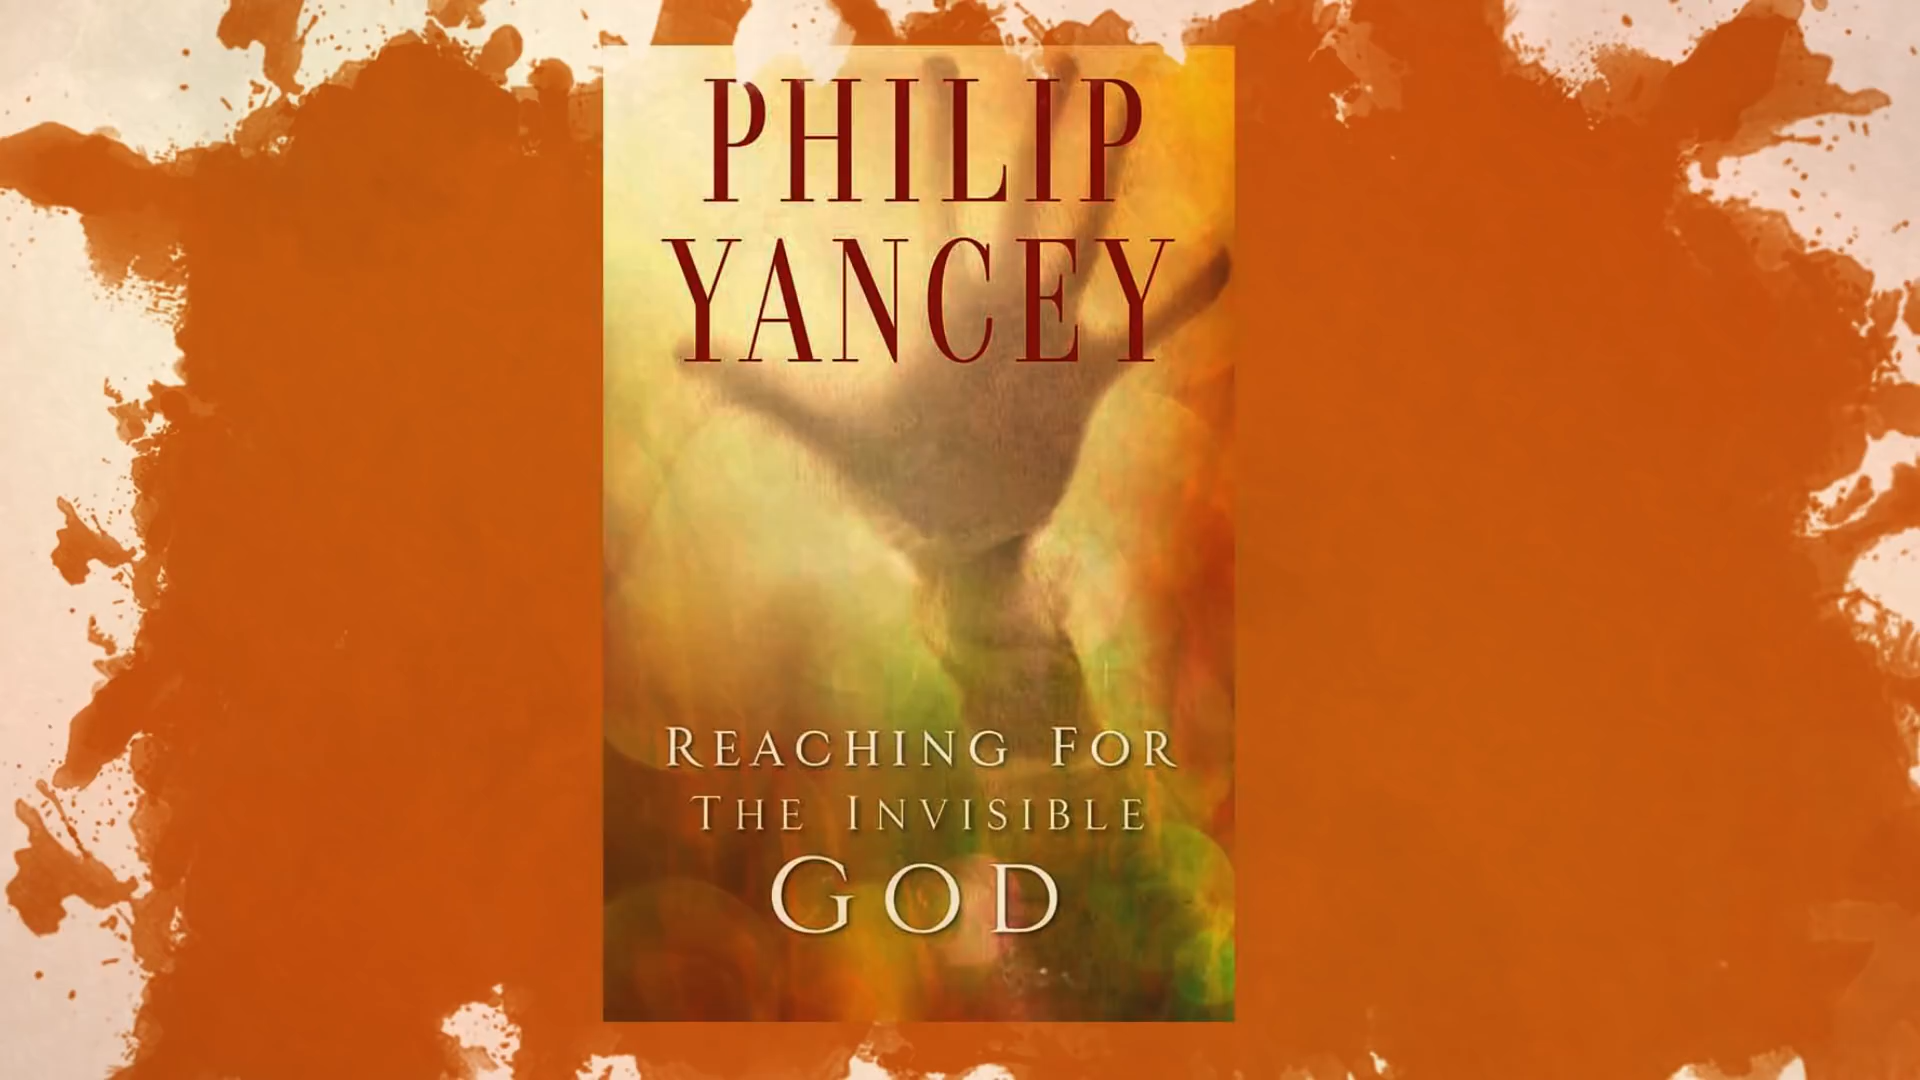 PHILIP
YANCEY
REACHING FOR
THE INVISIBLE
GOD